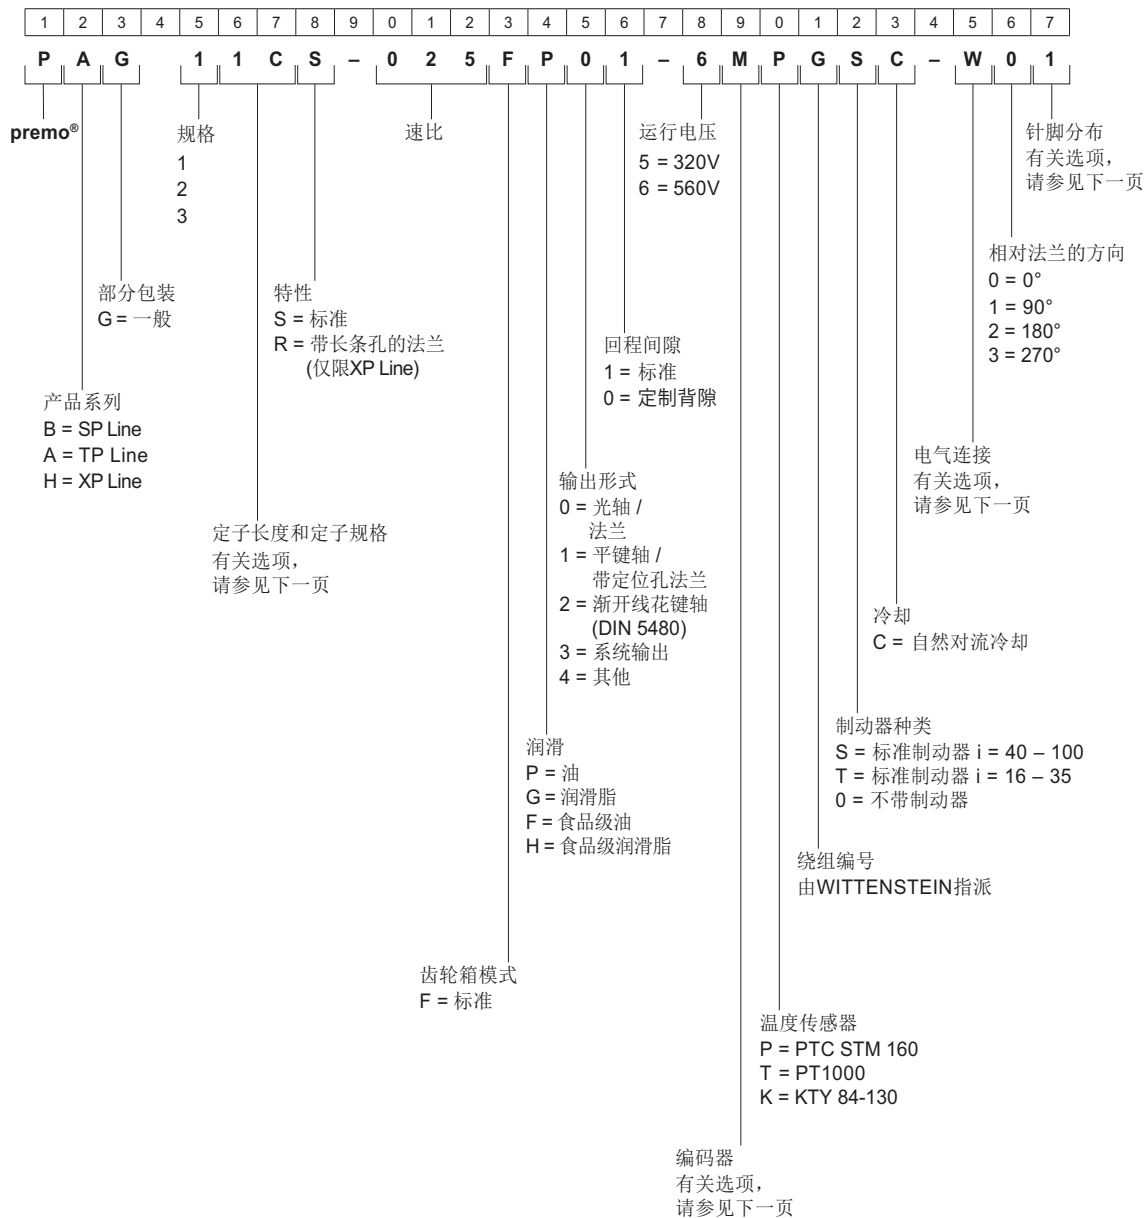 1 2 3 4 5 6 7 8 9 0 1 2 3 4 5 6 7 8 9 0 1 2 3 4 5 6 7
P A G 1 1 C S – 0 2 5 F P 0 1 – 6 M P G S C – W 0 1
premo®
规格
1
2
3
速比
运行电压
5 = 320V
6 = 560V
针脚分布
有关选项，
请参见下一页
相对法兰的方向
0 = 0°
1 = 90°
2 = 180°
3 = 270°
部分包装
G = 一般
特性
S = 标准
R = 带长条孔的法兰
(仅限XP Line)
回程间隙
1 = 标准
0 = 定制背隙
产品系列
B = SP Line
A = TP Line
H = XP Line
电气连接
有关选项，
请参见下一页
输出形式
0 = 光轴 /
法兰
1 = 平键轴 /
带定位孔法兰
2 = 渐开线花键轴
(DIN 5480)
3 = 系统输出
4 = 其他
定子长度和定子规格
有关选项，
请参见下一页
冷却
C = 自然对流冷却
制动器种类
S = 标准制动器 i = 40 – 100
T = 标准制动器 i = 16 – 35
0 = 不带制动器
润滑
P = 油
G = 润滑脂
F = 食品级油
H = 食品级润滑脂
绕组编号
由WITTENSTEIN指派
齿轮箱模式
F = 标准
温度传感器
P = PTC STM 160
T = PT1000
K = KTY 84-130
编码器
有关选项，
请参见下一页